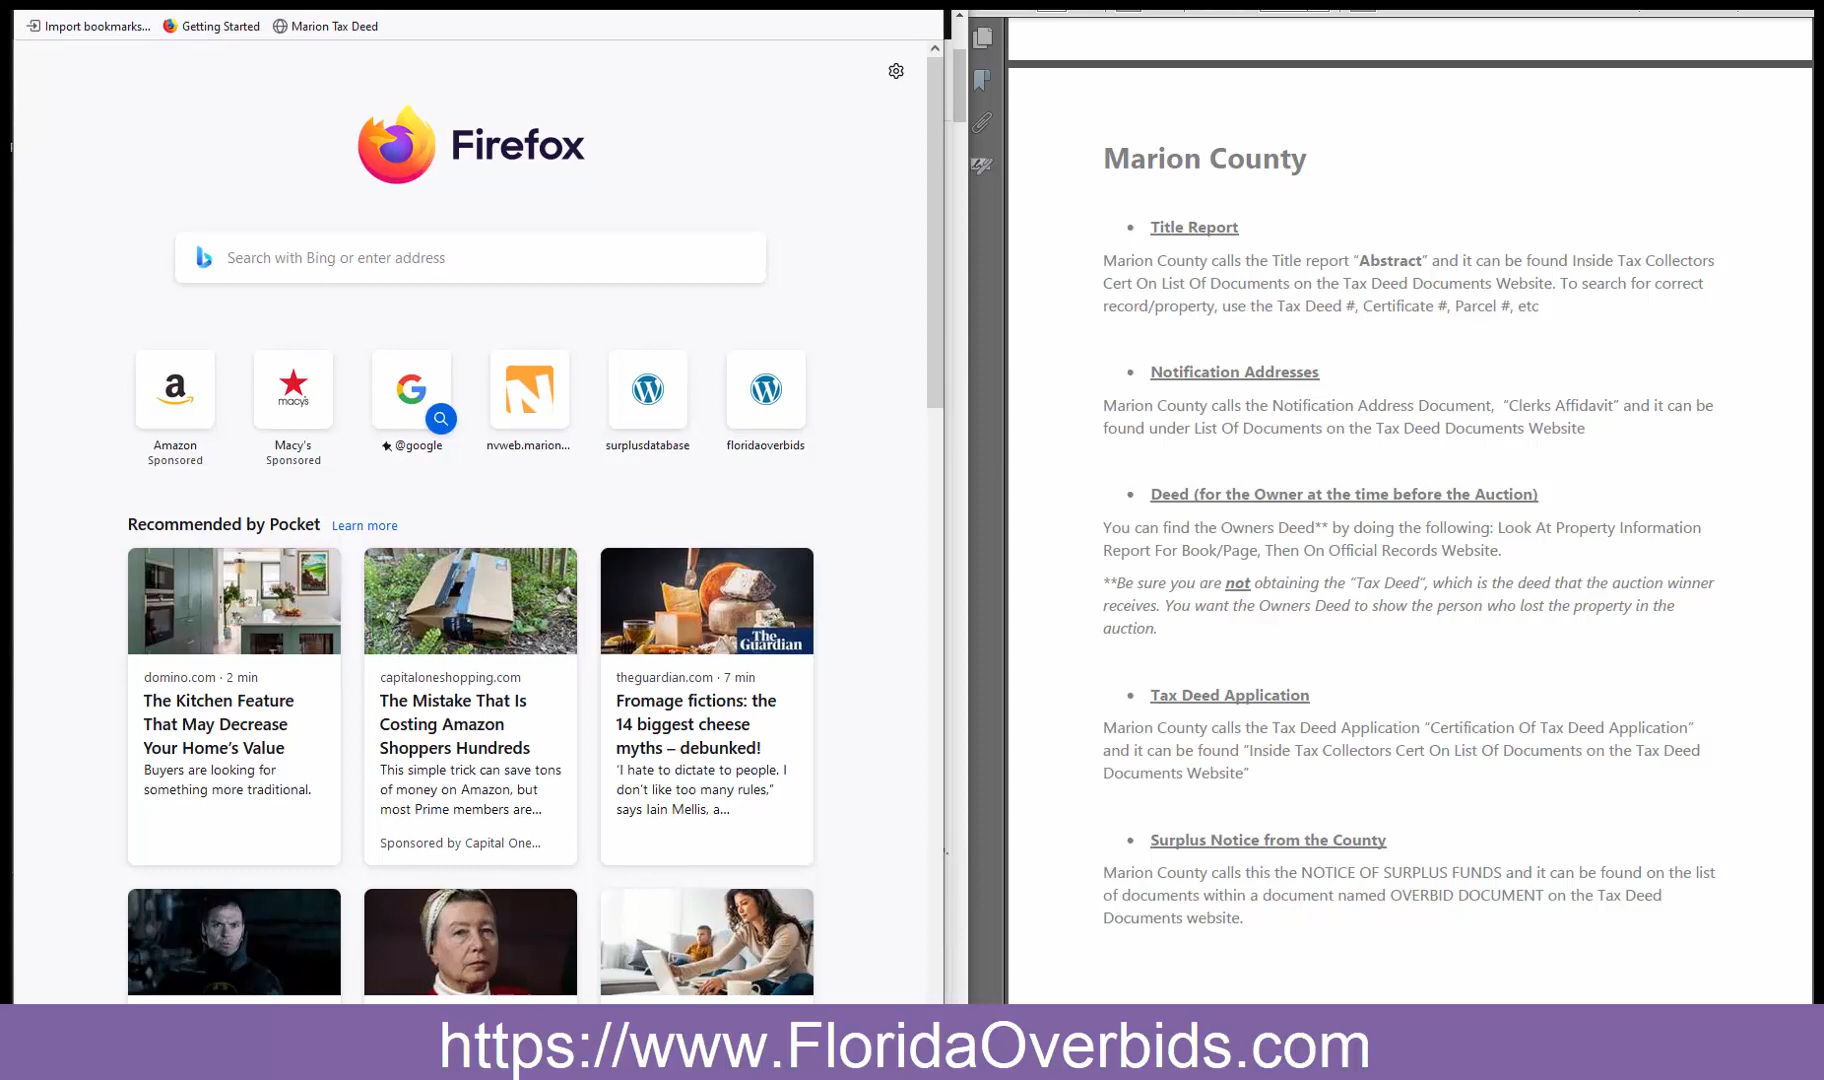 Import bookmarks...
Getting Started
Marion Tax Deed
Firefox
Search with Bing or enter address
a
macys
Amazon
Sponsored
Macy's
Sponsored
@google
nvweb.marion...
surplusdatabase
floridaoverbids
Recommended by Pocket Learn more
domino.com · 2 min
The Kitchen Feature
That May Decrease
Your Home's Value
Buyers are looking for
something more traditional.
capitaloneshopping.com
The Mistake That Is
Costing Amazon
Shoppers Hundreds
This simple trick can save tons
of money on Amazon, but
most Prime members are...
Sponsored by Capital One...
The
Guardian
theguardian.com · 7 min
Fromage fictions: the
14 biggest cheese
myths – debunked!
'I hate to dictate to people. I
don't like too many rules,"
says Iain Mellis, a...
Marion County
• Title Report
Marion County calls the Title report “Abstract” and it can be found Inside Tax Collectors
Cert On List Of Documents on the Tax Deed Documents Website. To search for correct
record/property, use the Tax Deed #, Certificate #, Parcel #, etc
• Notification Addresses
Marion County calls the Notification Address Document, “Clerks Affidavit” and it can be
found under List Of Documents on the Tax Deed Documents Website
• Deed (for the Owner at the time before the Auction)
You can find the Owners Deed** by doing the following: Look At Property Information
Report For Book/Page, Then On Official Records Website.
**Be sure you are not obtaining the “Tax Deed”, which is the deed that the auction winner
receives. You want the Owners Deed to show the person who lost the property in the
auction.
• Tax Deed Application
Marion County calls the Tax Deed Application “Certification Of Tax Deed Application”
and it can be found “Inside Tax Collectors Cert On List Of Documents on the Tax Deed
Documents Website”
• Surplus Notice from the County
Marion County calls this the NOTICE OF SURPLUS FUNDS and it can be found on the list
of documents within a document named OVERBID DOCUMENT on the Tax Deed
Documents website.
https://www.FloridaOverbids.com